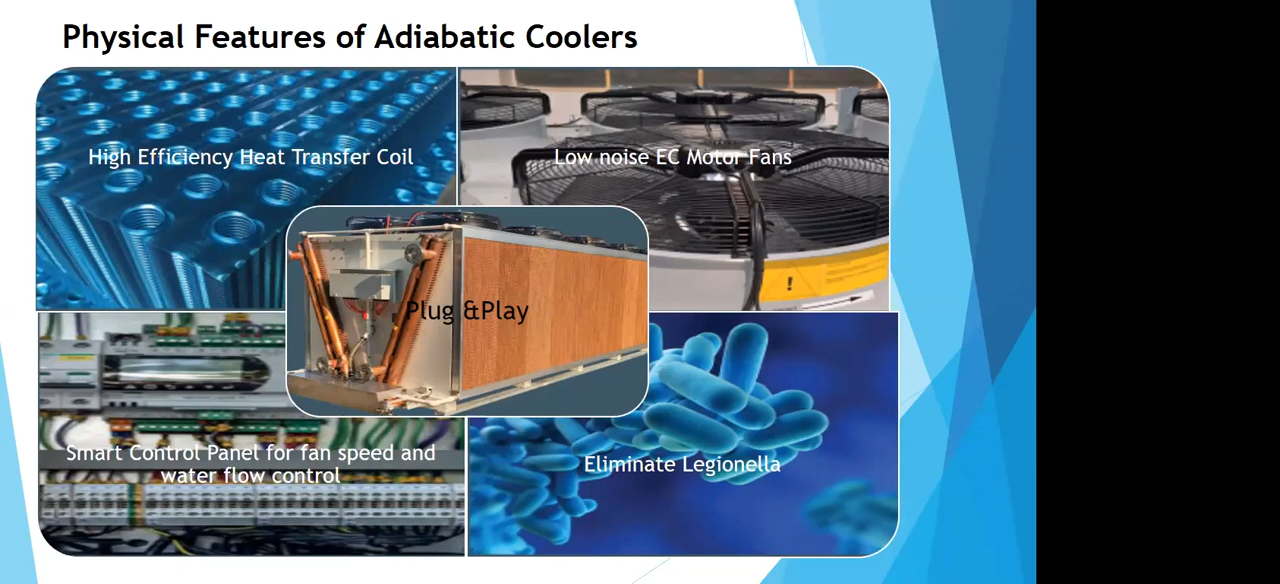 Physical Features of Adiabatic Coolers
High Efficiency Heat Transfer Coil
Low noise EC Motor Fans
Plug &Play
Smart Control Panel for fan speed and
water flow control
Eliminate Legionella